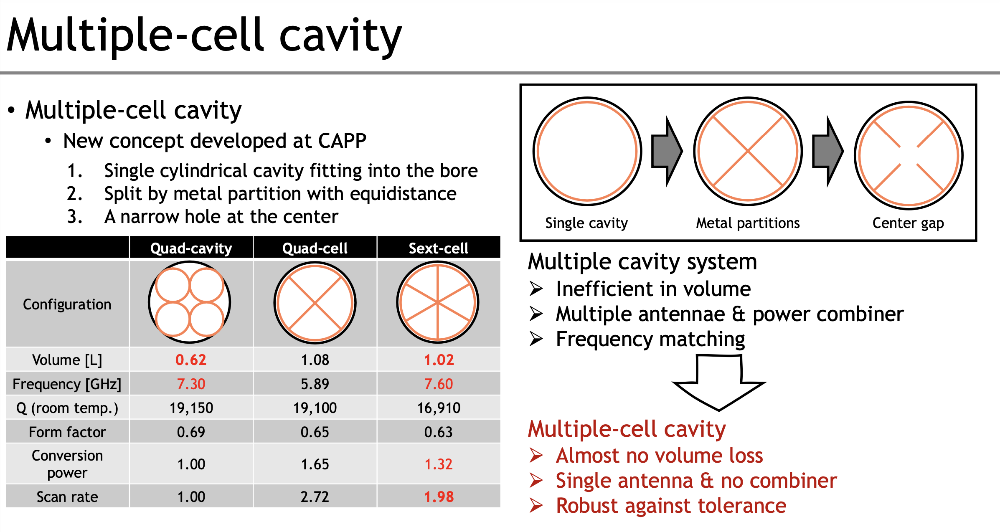 Multiple-cell cavity
• Multiple-cell cavity
• New concept developed at CAPP
1. Single cylindrical cavity fitting into the bore
2. Split by metal partition with equidistance
3. A narrow hole at the center
Quad-cavity Quad-cell Sext-cell
Configuration
Volume [L] 0.62 1.08 1.02
Frequency [GHz] 7.30 5.89 7.60
Q (room temp.) 19,150 19,100 16,910
Form factor 0.69 0.65 0.63
Conversion
power 1.00 1.65 1.32
Scan rate 1.00 2.72 1.98
Single cavity Metal partitions Center gap
Multiple cavity system
➢ Inefficient in volume
➢ Multiple antennae & power combiner
➢ Frequency matching
Multiple-cell cavity
➢ Almost no volume loss
➢ Single antenna & no combiner
➢ Robust against tolerance